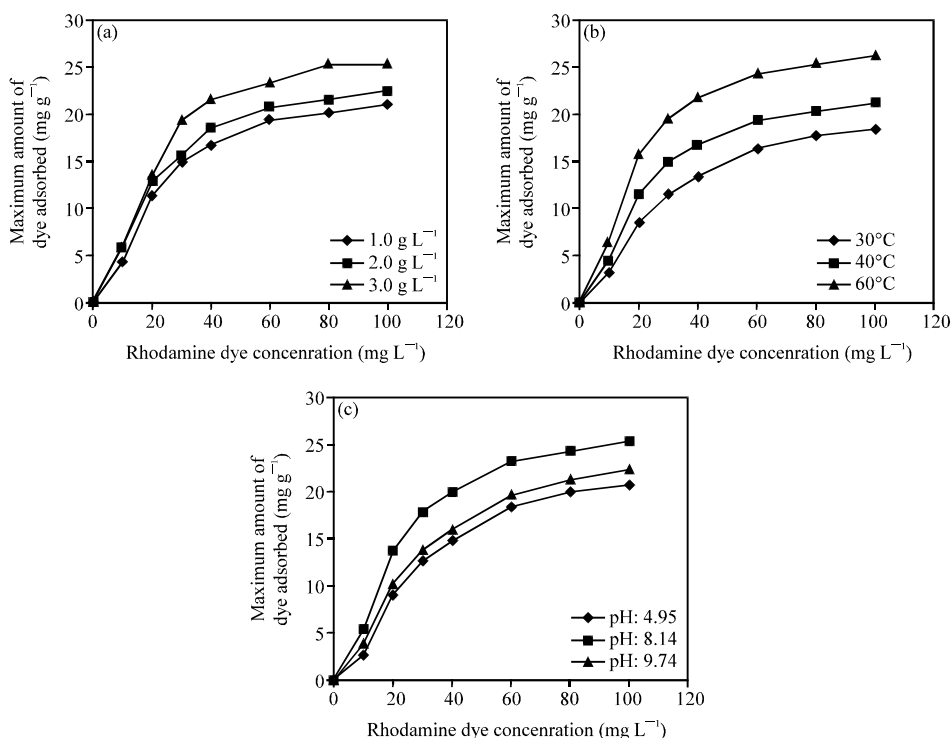 (a)
Maximum amount of
dye adsorbed (mg g⁻¹)
30
25
20
15
10
5
0
0 20 40 60 80 100 120
1.0 g L⁻¹
2.0 g L⁻¹
3.0 g L⁻¹
Rhodamine dye concenration (mg L⁻¹)
(b)
Maximum amount of
dye adsorbed (mg g⁻¹)
30
25
20
15
10
5
0
0 20 40 60 80 100 120
30°C
40°C
60°C
Rhodamine dye concenration (mg L⁻¹)
(c)
Maximum amount of
dye adsorbed (mg g⁻¹)
30
25
20
15
10
5
0
0 20 40 60 80 100 120
pH: 4.95
pH: 8.14
pH: 9.74
Rhodamine dye concenration (mg L⁻¹)